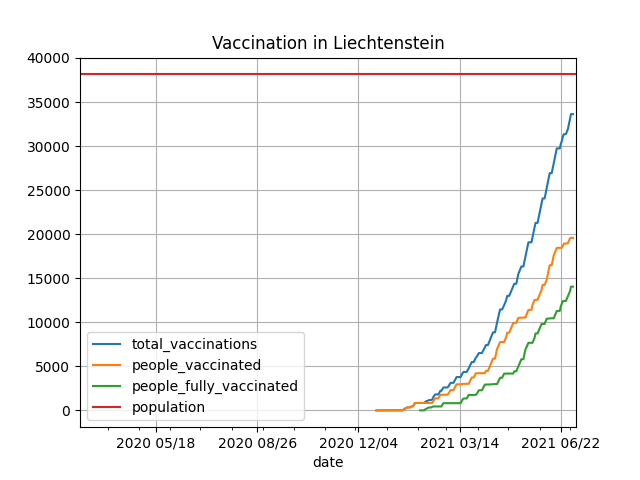 Vaccination in Liechtenstein
40000
35000
30000
25000
20000
15000
10000
5000
0
total_vaccinations
people_vaccinated
people_fully_vaccinated
population
2020 05/18 2020 08/26 2020 12/04 2021 03/14 2021 06/22
date